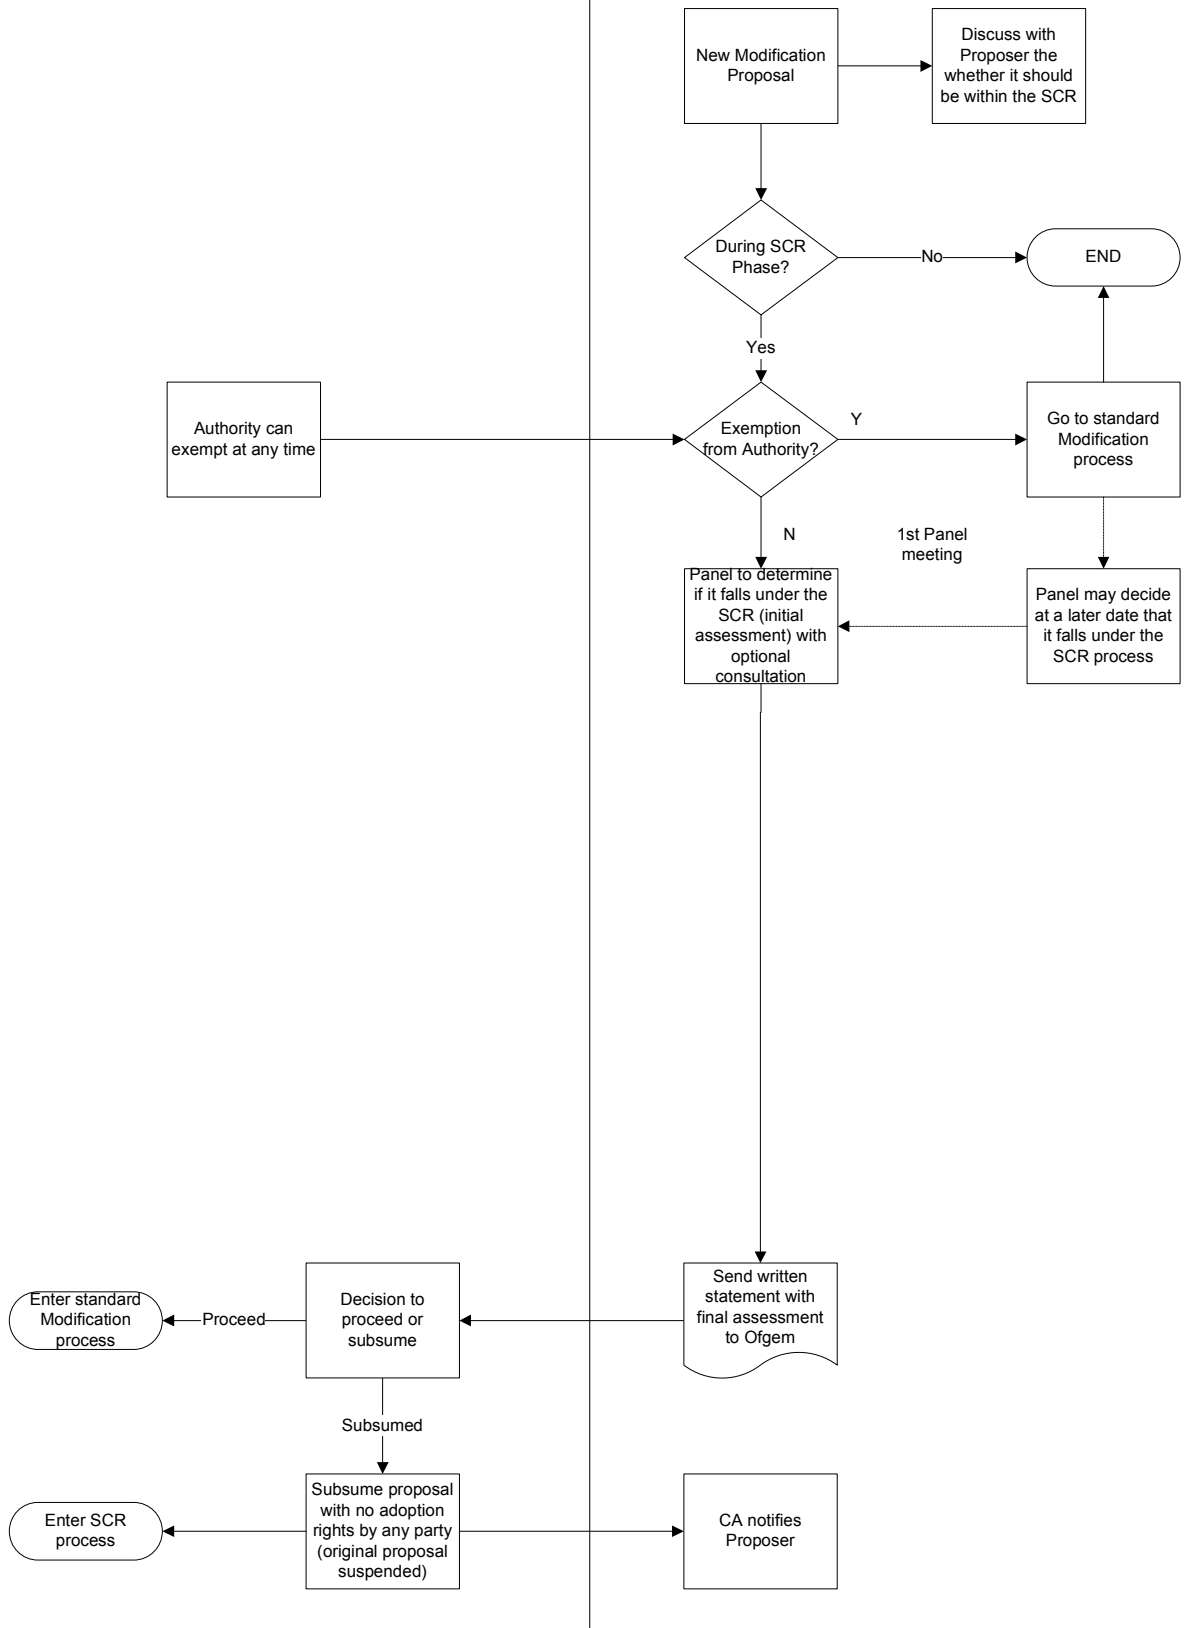 New Modification
Proposal
Discuss with
Proposer the
whether it should
be within the SCR
During SCR
Phase?
No
END
Yes
Authority can
exempt at any time
Exemption
from Authority?
Y
Go to standard
Modification
process
N
1st Panel
meeting
Panel to determine
if it falls under the
SCR (initial
assessment) with
optional
consultation
Panel may decide
at a later date that
it falls under the
SCR process
Send written
statement with
final assessment
to Ofgem
Decision to
proceed or
subsume
Proceed
Enter standard
Modification
process
Subsumed
Subsume proposal
with no adoption
rights by any party
(original proposal
suspended)
Enter SCR
process
CA notifies
Proposer